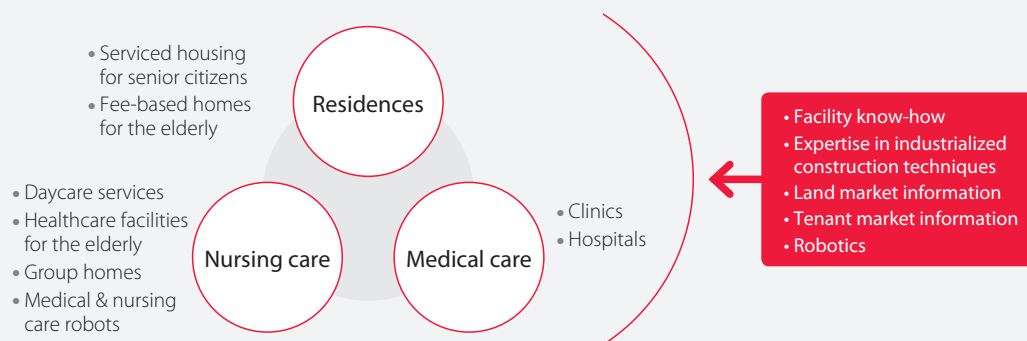 • Serviced housing
for senior citizens
• Fee-based homes
for the elderly
Residences
• Daycare services
• Healthcare facilities
for the elderly
• Group homes
• Medical & nursing
care robots
Nursing care
Medical care
• Clinics
• Hospitals
• Facility know-how
• Expertise in industrialized
construction techniques
• Land market information
• Tenant market information
• Robotics